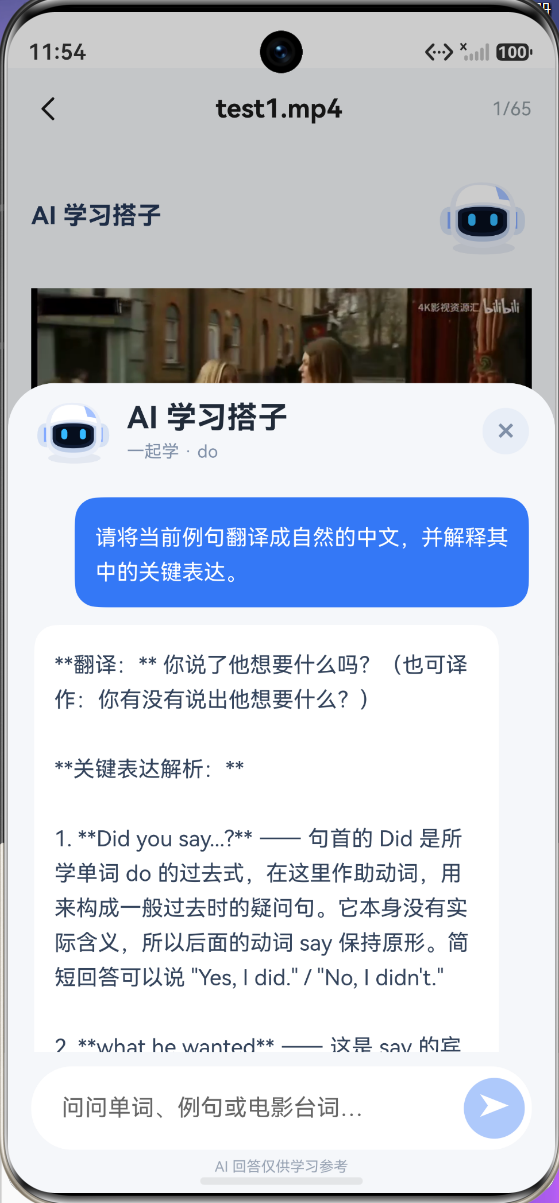 11:54
100
test1.mp4
1/65
AI 学习搭子
4K影视资源汇 bilibili
AI 学习搭子
一起学 · do
请将当前例句翻译成自然的中文，并解释其
中的关键表达。
**翻译：** 你说了他想要什么吗？（也可译
作：你有没有说出他想要什么？）
**关键表达解析：**
1. **Did you say...?** —— 句首的 Did 是所
学单词 do 的过去式，在这里作助动词，用
来构成一般过去时的疑问句。它本身没有实
际含义，所以后面的动词 say 保持原形。简
短回答可以说 "Yes, I did." / "No, I didn't."
2. **what he wanted** —— 这是 say 的宾
问问单词、例句或电影台词...
AI 回答仅供学习参考